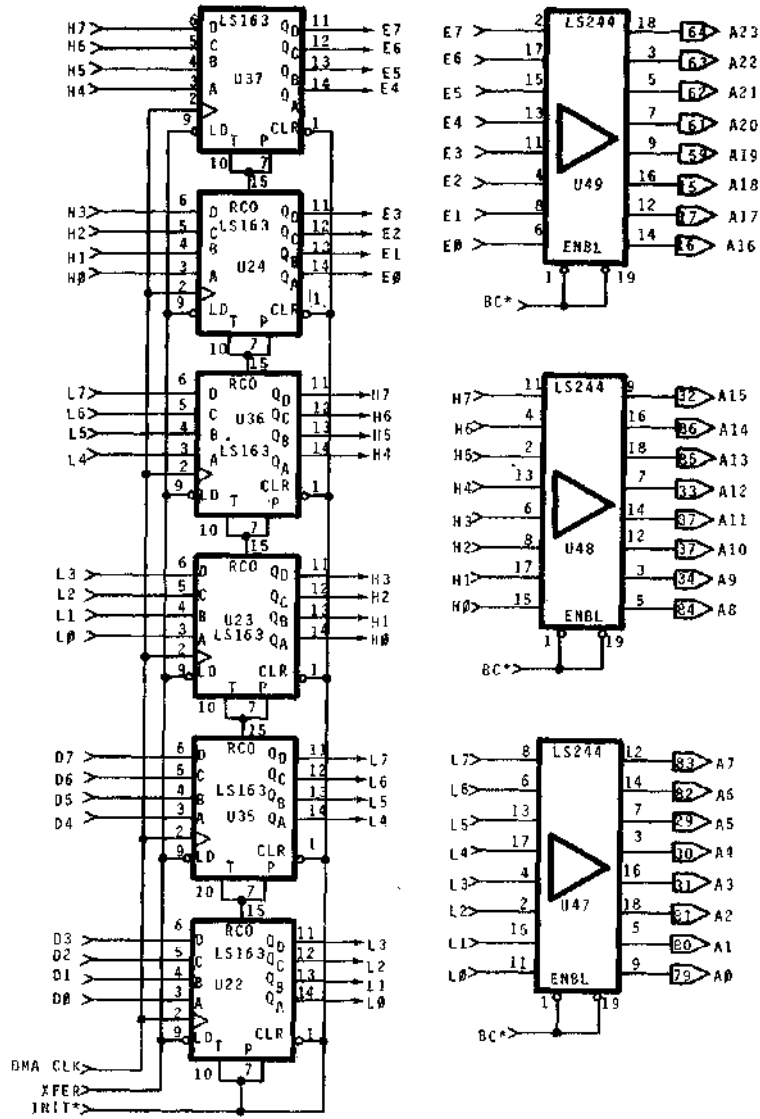 LS163
H7 6 D QD 11 E7
H6 5 C QC 12 E6
H5 4 B QB 13 E5
H4 3 A QA 14 E4
U37
2
9 LD CLR 1
T P
10 7
15
RCO
LS163
H3 6 D QD 11 E3
H2 5 C QC 12 E2
H1 4 B QB 13 E1
HØ 3 A QA 14 EØ
U24
2
9 LD CLR 1
T P
10 7
15
RCO
L7 6 D QD 11 H7
L6 5 C QC 12 H6
L5 4 B QB 13 H5
L4 3 A QA 14 H4
U36
LS163
2
9 LD CLR 1
T P
10 7
15
RCO
L3 6 D QD 11 H3
L2 5 C QC 12 H2
L1 4 B QB 13 H1
LØ 3 A QA 14 HØ
U23
LS163
2
9 LD CLR 1
T P
10 7
15
RCO
D7 6 D QD 11 L7
D6 5 C QC 12 L6
D5 4 B QB 13 L5
D4 3 A QA 14 L4
LS163
U35
2
9 LD CLR 1
T P
10 7
15
RCO
D3 6 D QD 11 L3
D2 5 C QC 12 L2
D1 4 B QB 13 L1
DØ 3 A QA 14 LØ
LS163
U22
2
9 LD CLR 1
T P
10 7
DMA CLK
XFER
INIT*
LS244
E7 2 18 64 A23
E6 17 3 63 A22
E5 15 5 62 A21
E4 13 7 61 A20
E3 11 9 59 A19
E2 4 16 15 A18
E1 8 12 17 A17
EØ 6 14 16 A16
U49
ENBL
1 19
BC*
LS244
H7 11 9 32 A15
H6 4 16 86 A14
H5 2 18 85 A13
H4 13 7 33 A12
H3 6 14 37 A11
H2 8 12 37 A10
H1 17 3 34 A9
HØ 15 5 84 A8
U48
ENBL
1 19
BC*
LS244
L7 8 12 83 A7
L6 6 14 82 A6
L5 13 7 29 A5
L4 17 3 30 A4
L3 4 16 31 A3
L2 2 18 81 A2
L1 15 5 80 A1
LØ 11 9 79 AØ
U47
ENBL
1 19
BC*